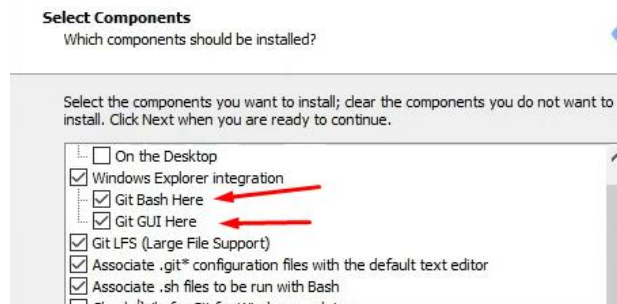 Select Components
Which components should be installed?
Select the components you want to install; clear the components you do not want to
install. Click Next when you are ready to continue.
On the Desktop
Windows Explorer integration
Git Bash Here
Git GUI Here
Git LFS (Large File Support)
Associate .git* configuration files with the default text editor
Associate .sh files to be run with Bash